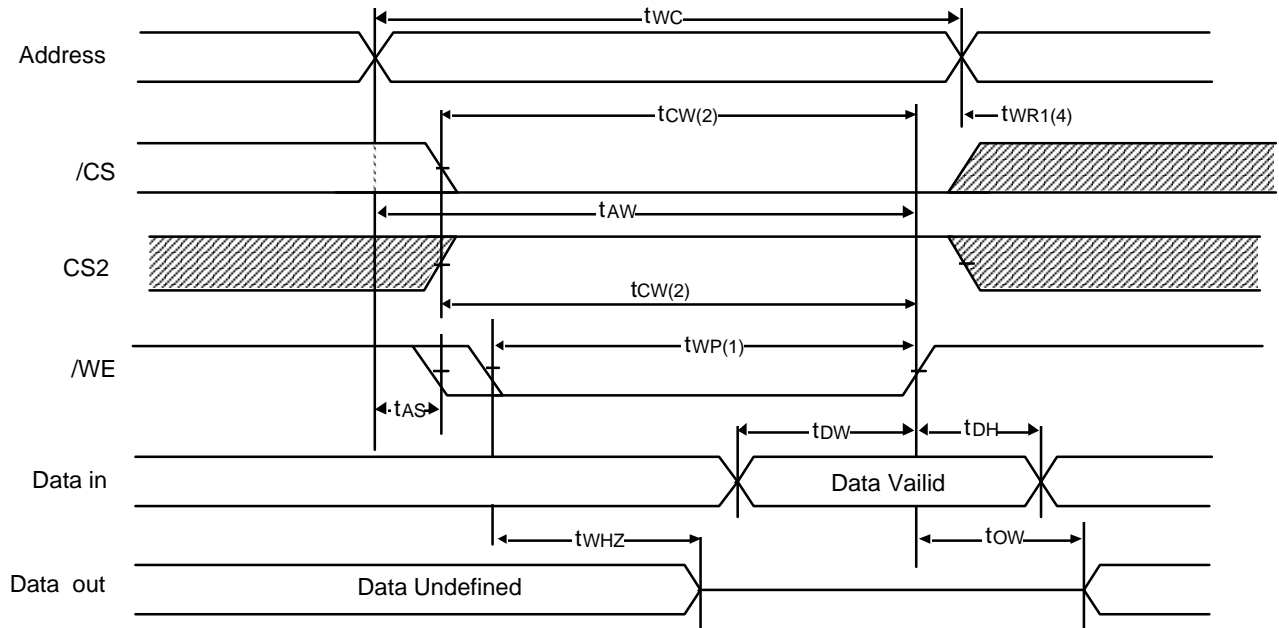 tWC
Address
tCW(2)
tWR1(4)
/CS
tAW
CS2
tCW(2)
tWP(1)
/WE
tAS
tDW
tDH
Data in
Data Vailid
tWHZ
tOW
Data out
Data Undefined